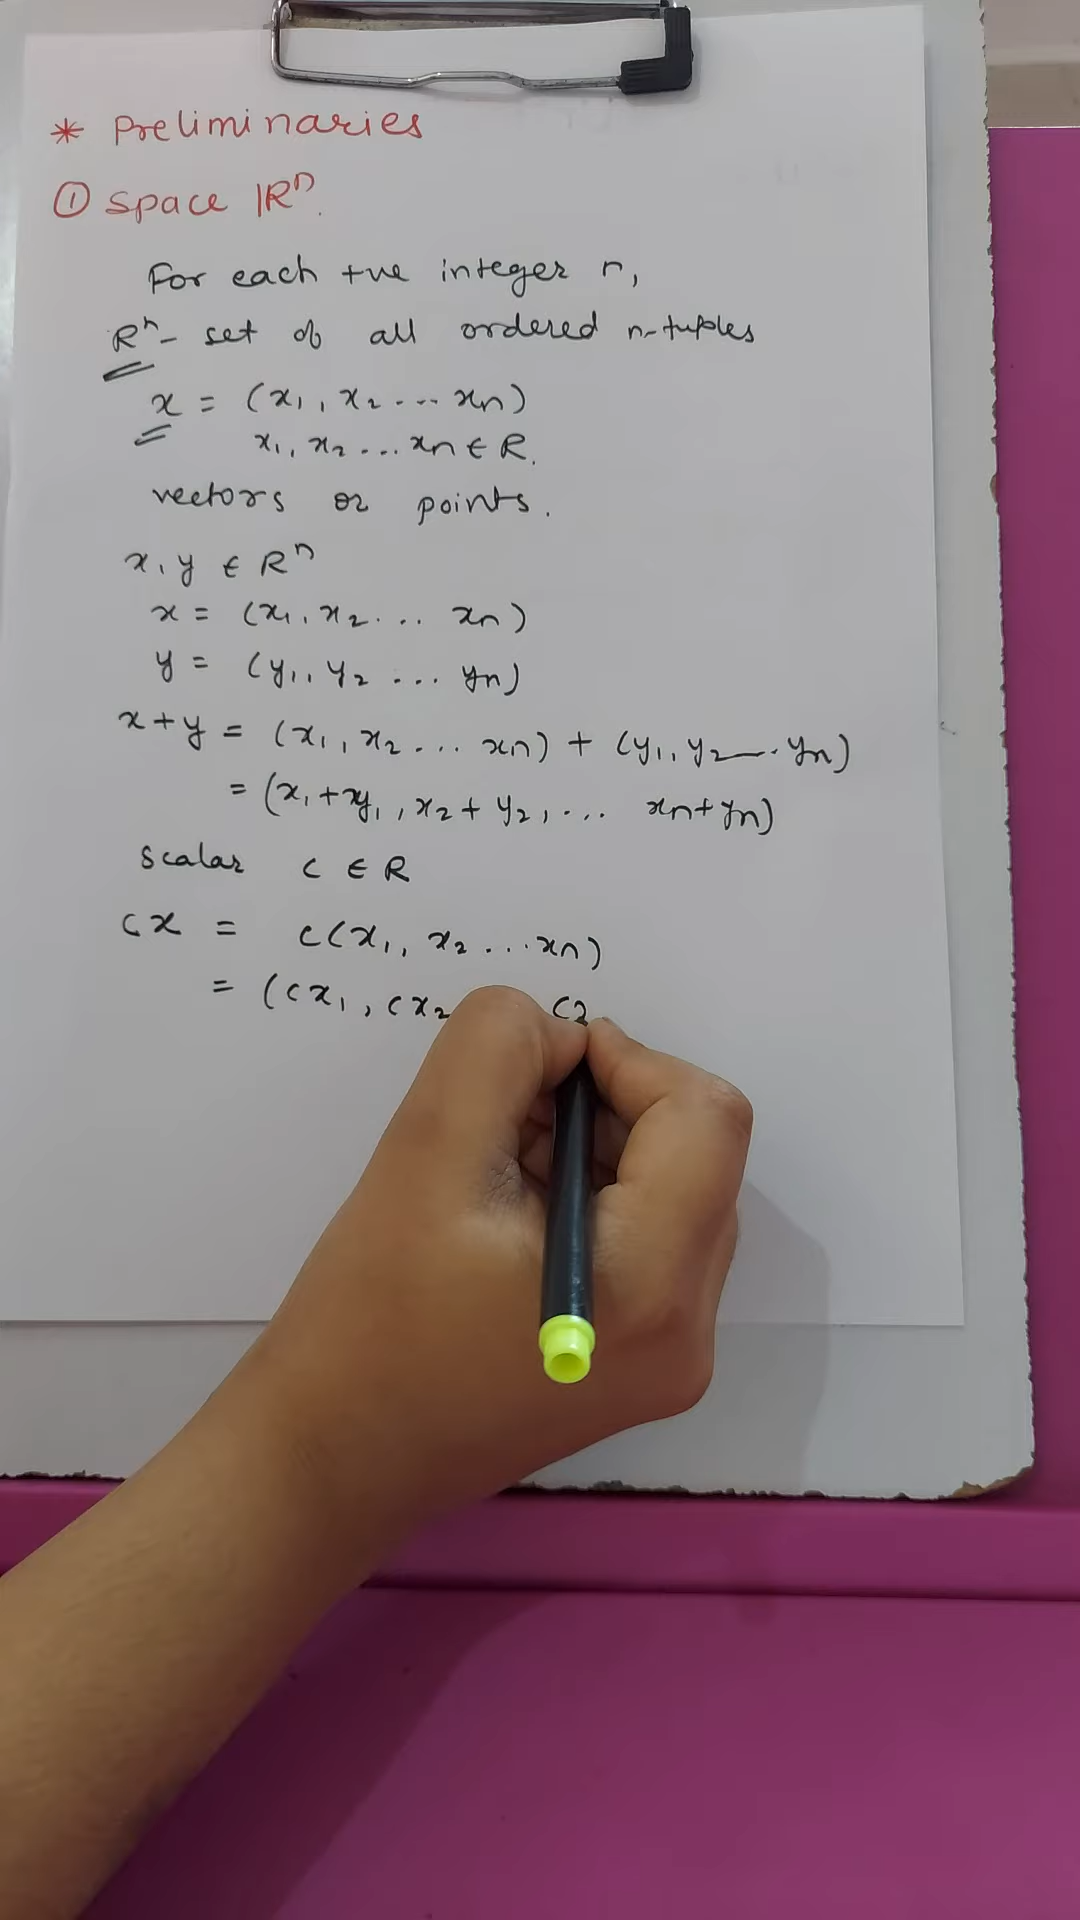 * Preliminaries
① Space ℝⁿ.
For each +ve integer n,
Rⁿ - set of all ordered n-tuples
x = (x₁, x₂ ... xn)
x₁, x₂ ... xn ∈ R.
vectors or points.
x, y ∈ Rⁿ
x = (x₁, x₂ ... xn)
y = (y₁, y₂ ... yn)
x+y = (x₁, x₂ ... xn) + (y₁, y₂ ... yn)
= (x₁+y₁, x₂+y₂, ... xn+yn)
scalar c ∈ R
cx = c(x₁, x₂ ... xn)
= (cx₁, cx₂ c